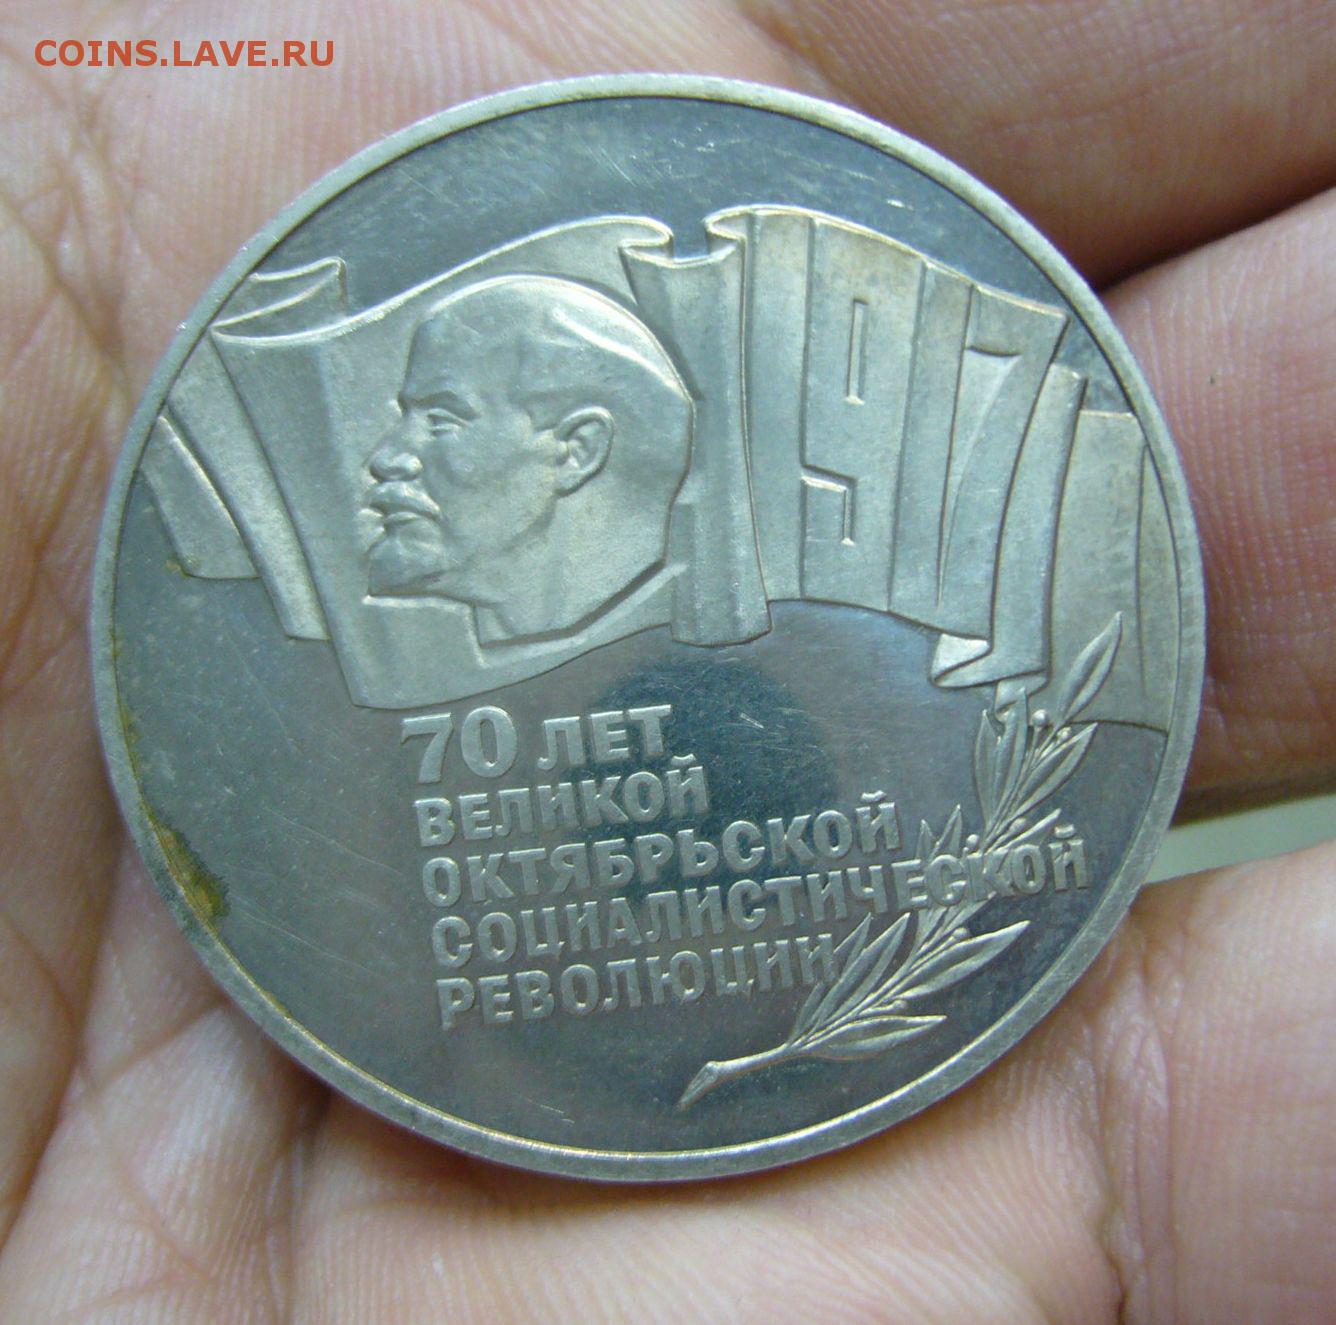 COINS.LAVE.RU
1917
70 ЛЕТ
ВЕЛИКОЙ
ОКТЯБРЬСКОЙ
СОЦИАЛИСТИЧЕСКОЙ
РЕВОЛЮЦИИ